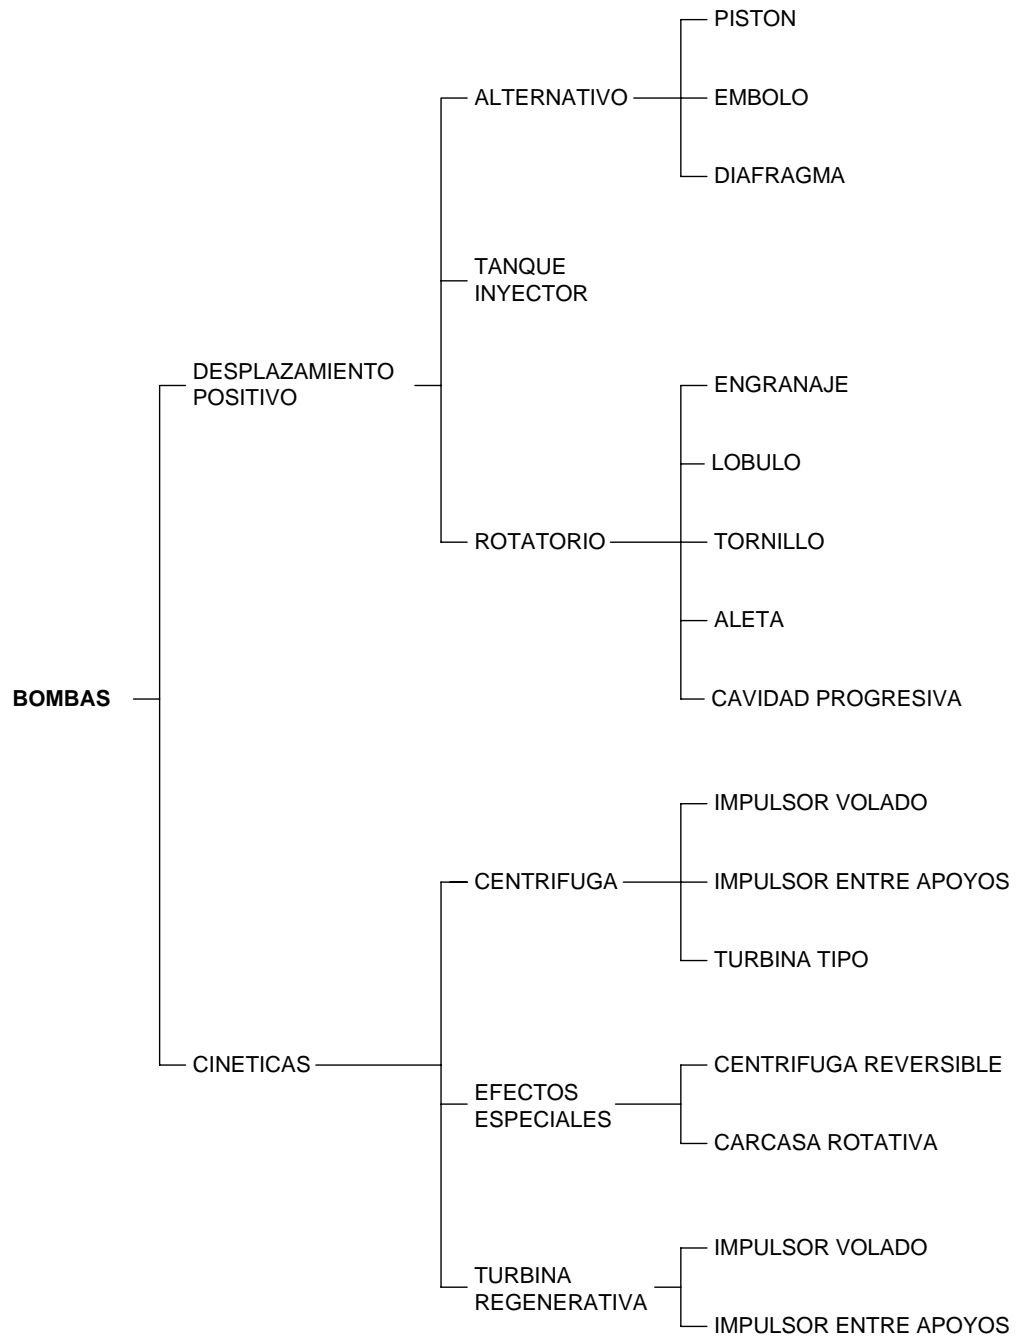 PISTON
ALTERNATIVO
EMBOLO
DIAFRAGMA
TANQUE
INYECTOR
DESPLAZAMIENTO
POSITIVO
ENGRANAJE
LOBULO
ROTATORIO
TORNILLO
ALETA
BOMBAS
CAVIDAD PROGRESIVA
IMPULSOR VOLADO
CENTRIFUGA
IMPULSOR ENTRE APOYOS
TURBINA TIPO
CINETICAS
CENTRIFUGA REVERSIBLE
EFECTOS
ESPECIALES
CARCASA ROTATIVA
IMPULSOR VOLADO
TURBINA
REGENERATIVA
IMPULSOR ENTRE APOYOS